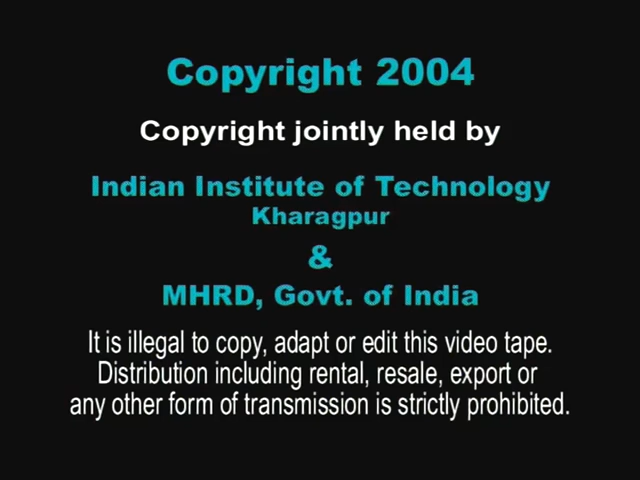 Copyright 2004
Copyright jointly held by
Indian Institute of Technology
Kharagpur
&
MHRD, Govt. of India
It is illegal to copy, adapt or edit this video tape.
Distribution including rental, resale, export or
any other form of transmission is strictly prohibited.